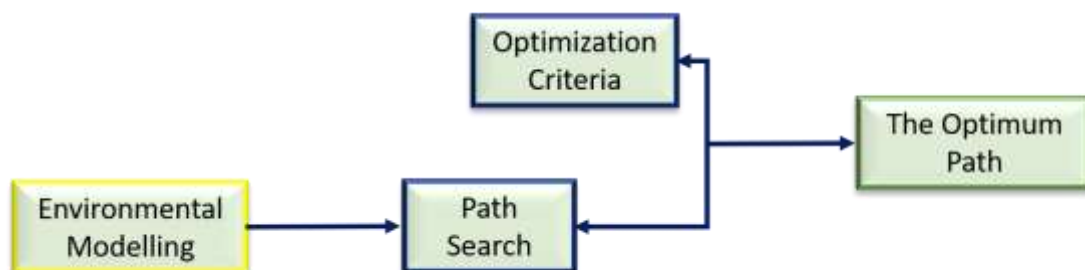 Optimization
Criteria
The Optimum
Path
Environmental
Modelling
Path
Search